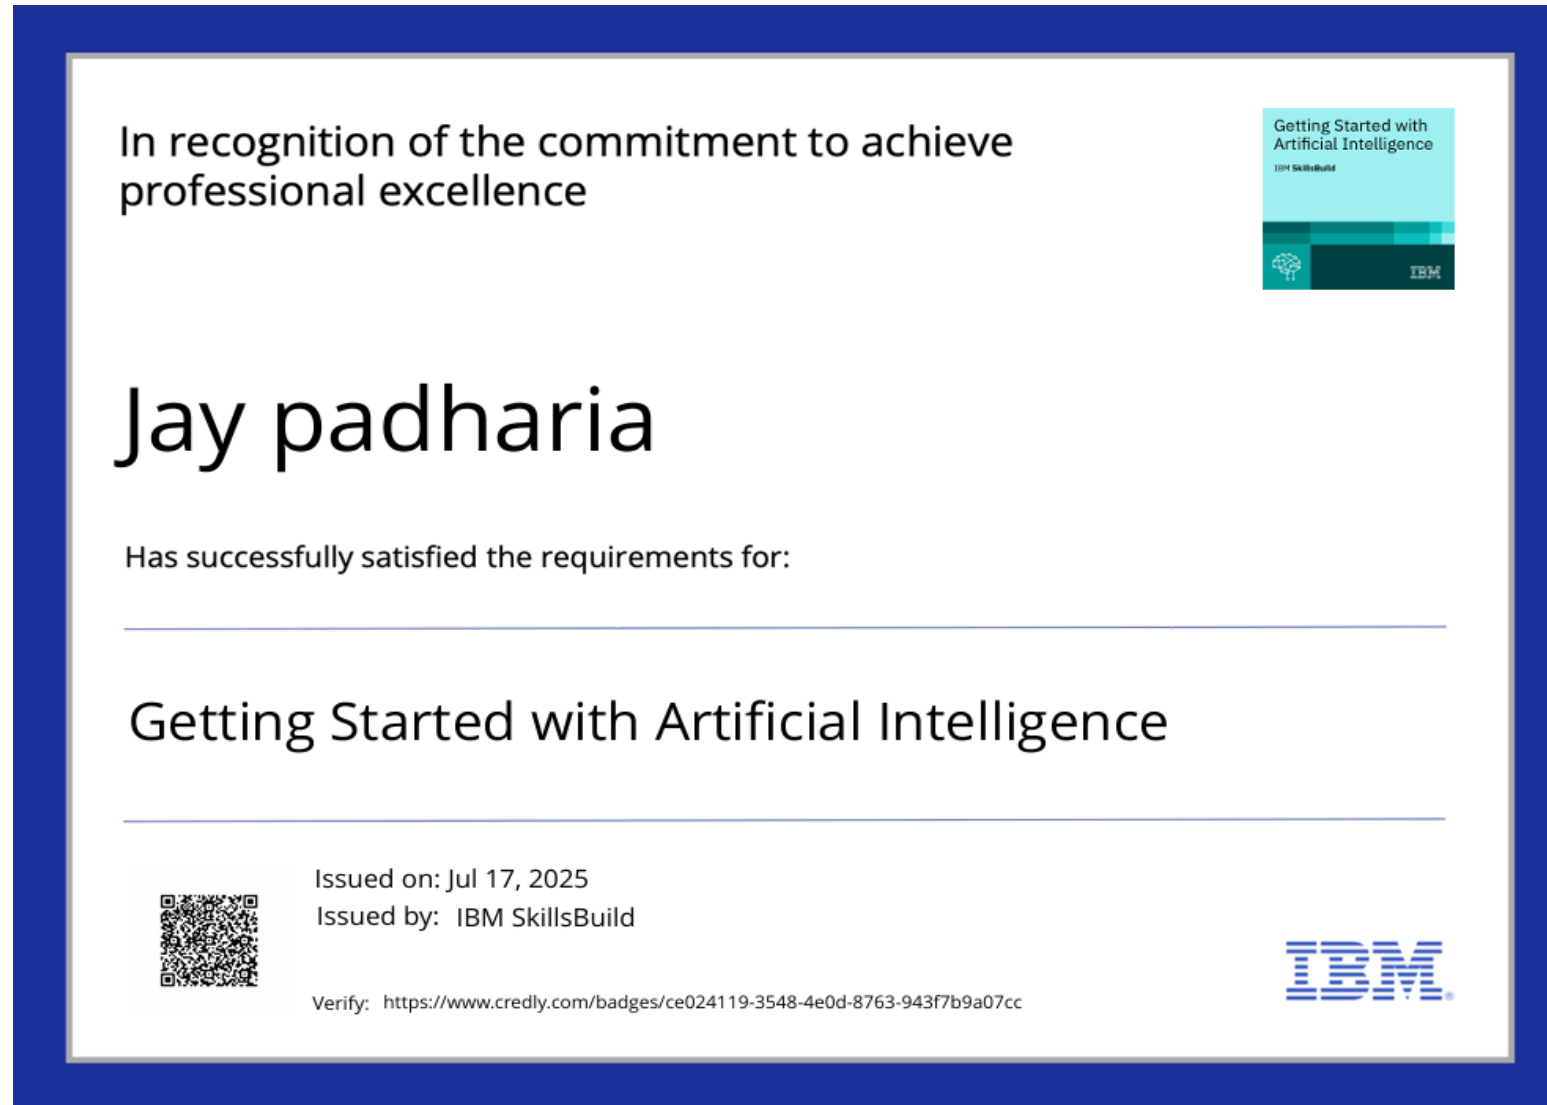 In recognition of the commitment to achieve
professional excellence
Getting Started with
Artificial Intelligence
IBM SkillsBuild
IBM
Jay padharia
Has successfully satisfied the requirements for:
Getting Started with Artificial Intelligence
Issued on: Jul 17, 2025
Issued by: IBM SkillsBuild
IBM®
Verify: https://www.credly.com/badges/ce024119-3548-4e0d-8763-943f7b9a07cc